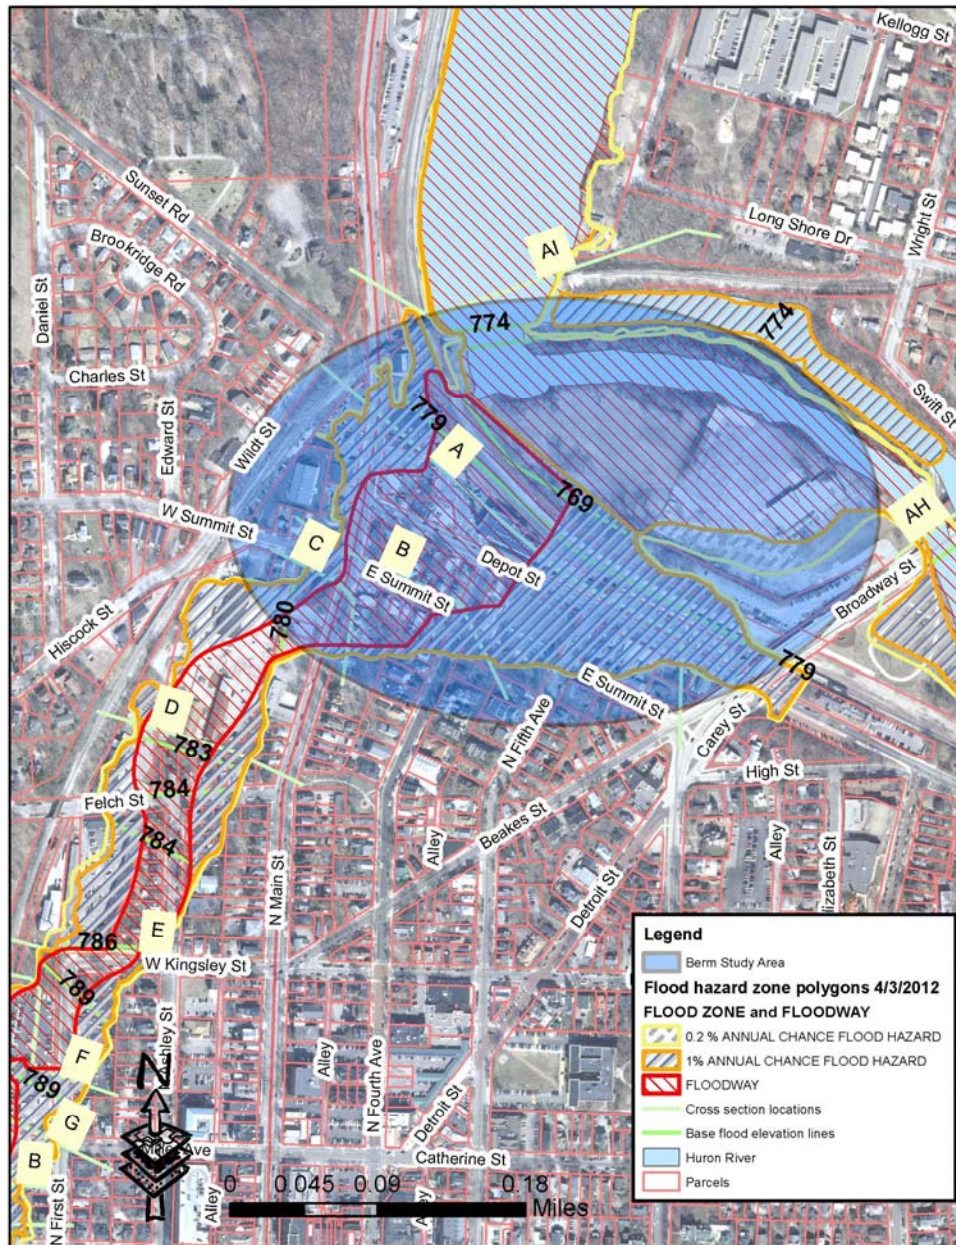 Kellogg St
Sunset Rd
Wright St
Long Shore Dr
Brookridge Rd
AI
Daniel St
774
774
Charles St
Swift St
Edward St
Wildt St
779
A
769
W Summit St
AH
C
B
Depot St
Broadway St
E Summit St
Hiscock St
780
779
E Summit St
D
N Fifth Ave
Carey St
783
High St
784
Felch St
Beakes St
784
Alley
Alley
N Main St
Detroit St
E
786
W Kingsley St
789
Ashley St
Alley
N Fourth Ave
F
789
Detroit St
N
G
Catherine St
B
N First St
Alley
0 0.045 0.09 0.18
Miles
Legend
Berm Study Area
Flood hazard zone polygons 4/3/2012
FLOOD ZONE and FLOODWAY
0.2 % ANNUAL CHANCE FLOOD HAZARD
1% ANNUAL CHANCE FLOOD HAZARD
FLOODWAY
Cross section locations
Base flood elevation lines
Huron River
Parcels